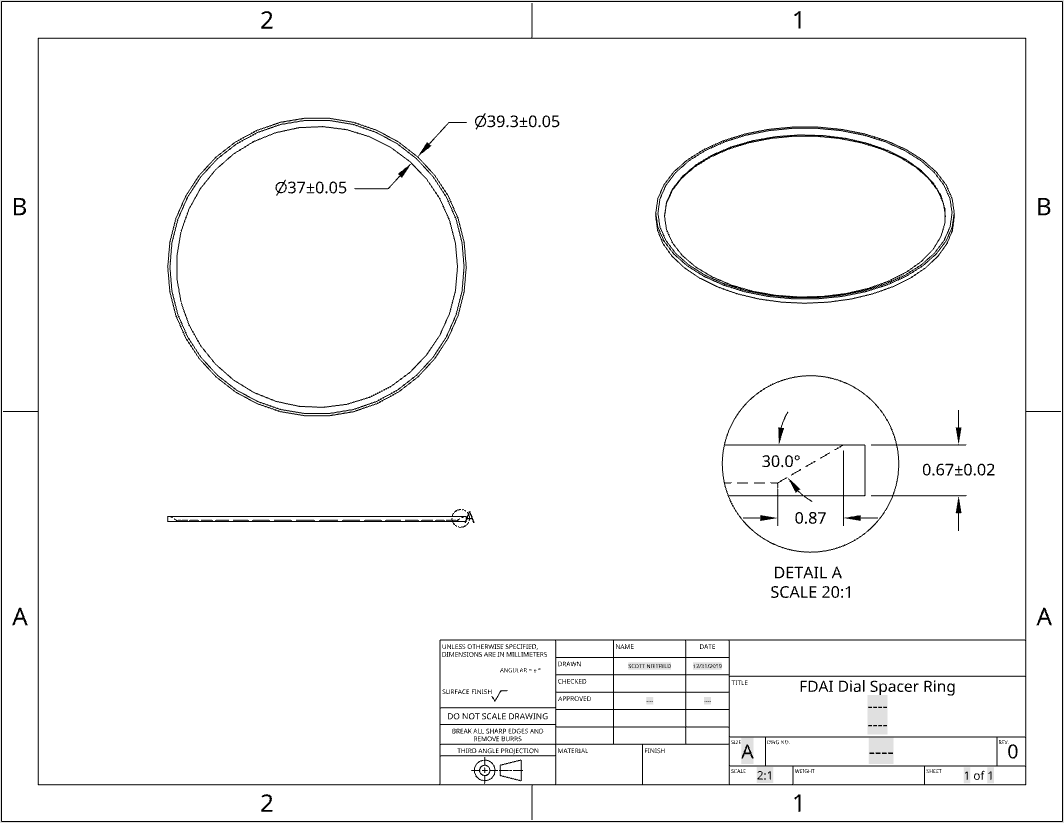 2
1
B
B
Ø39.3±0.05
Ø37±0.05
30.0°
0.67±0.02
0.87
A
DETAIL A
SCALE 20:1
A
A
UNLESS OTHERWISE SPECIFIED,
DIMENSIONS ARE IN MILLIMETERS
ANGULAR = ± °
SURFACE FINISH
DO NOT SCALE DRAWING
BREAK ALL SHARP EDGES AND
REMOVE BURRS
THIRD ANGLE PROJECTION
NAME
DATE
DRAWN
SCOTT NIETFELD
12/31/2019
CHECKED
APPROVED
---
---
MATERIAL
FINISH
TITLE
FDAI Dial Spacer Ring
----
----
SIZE
A
DWG NO.
----
REV.
0
SCALE
2:1
WEIGHT
SHEET
1 of 1
2
1